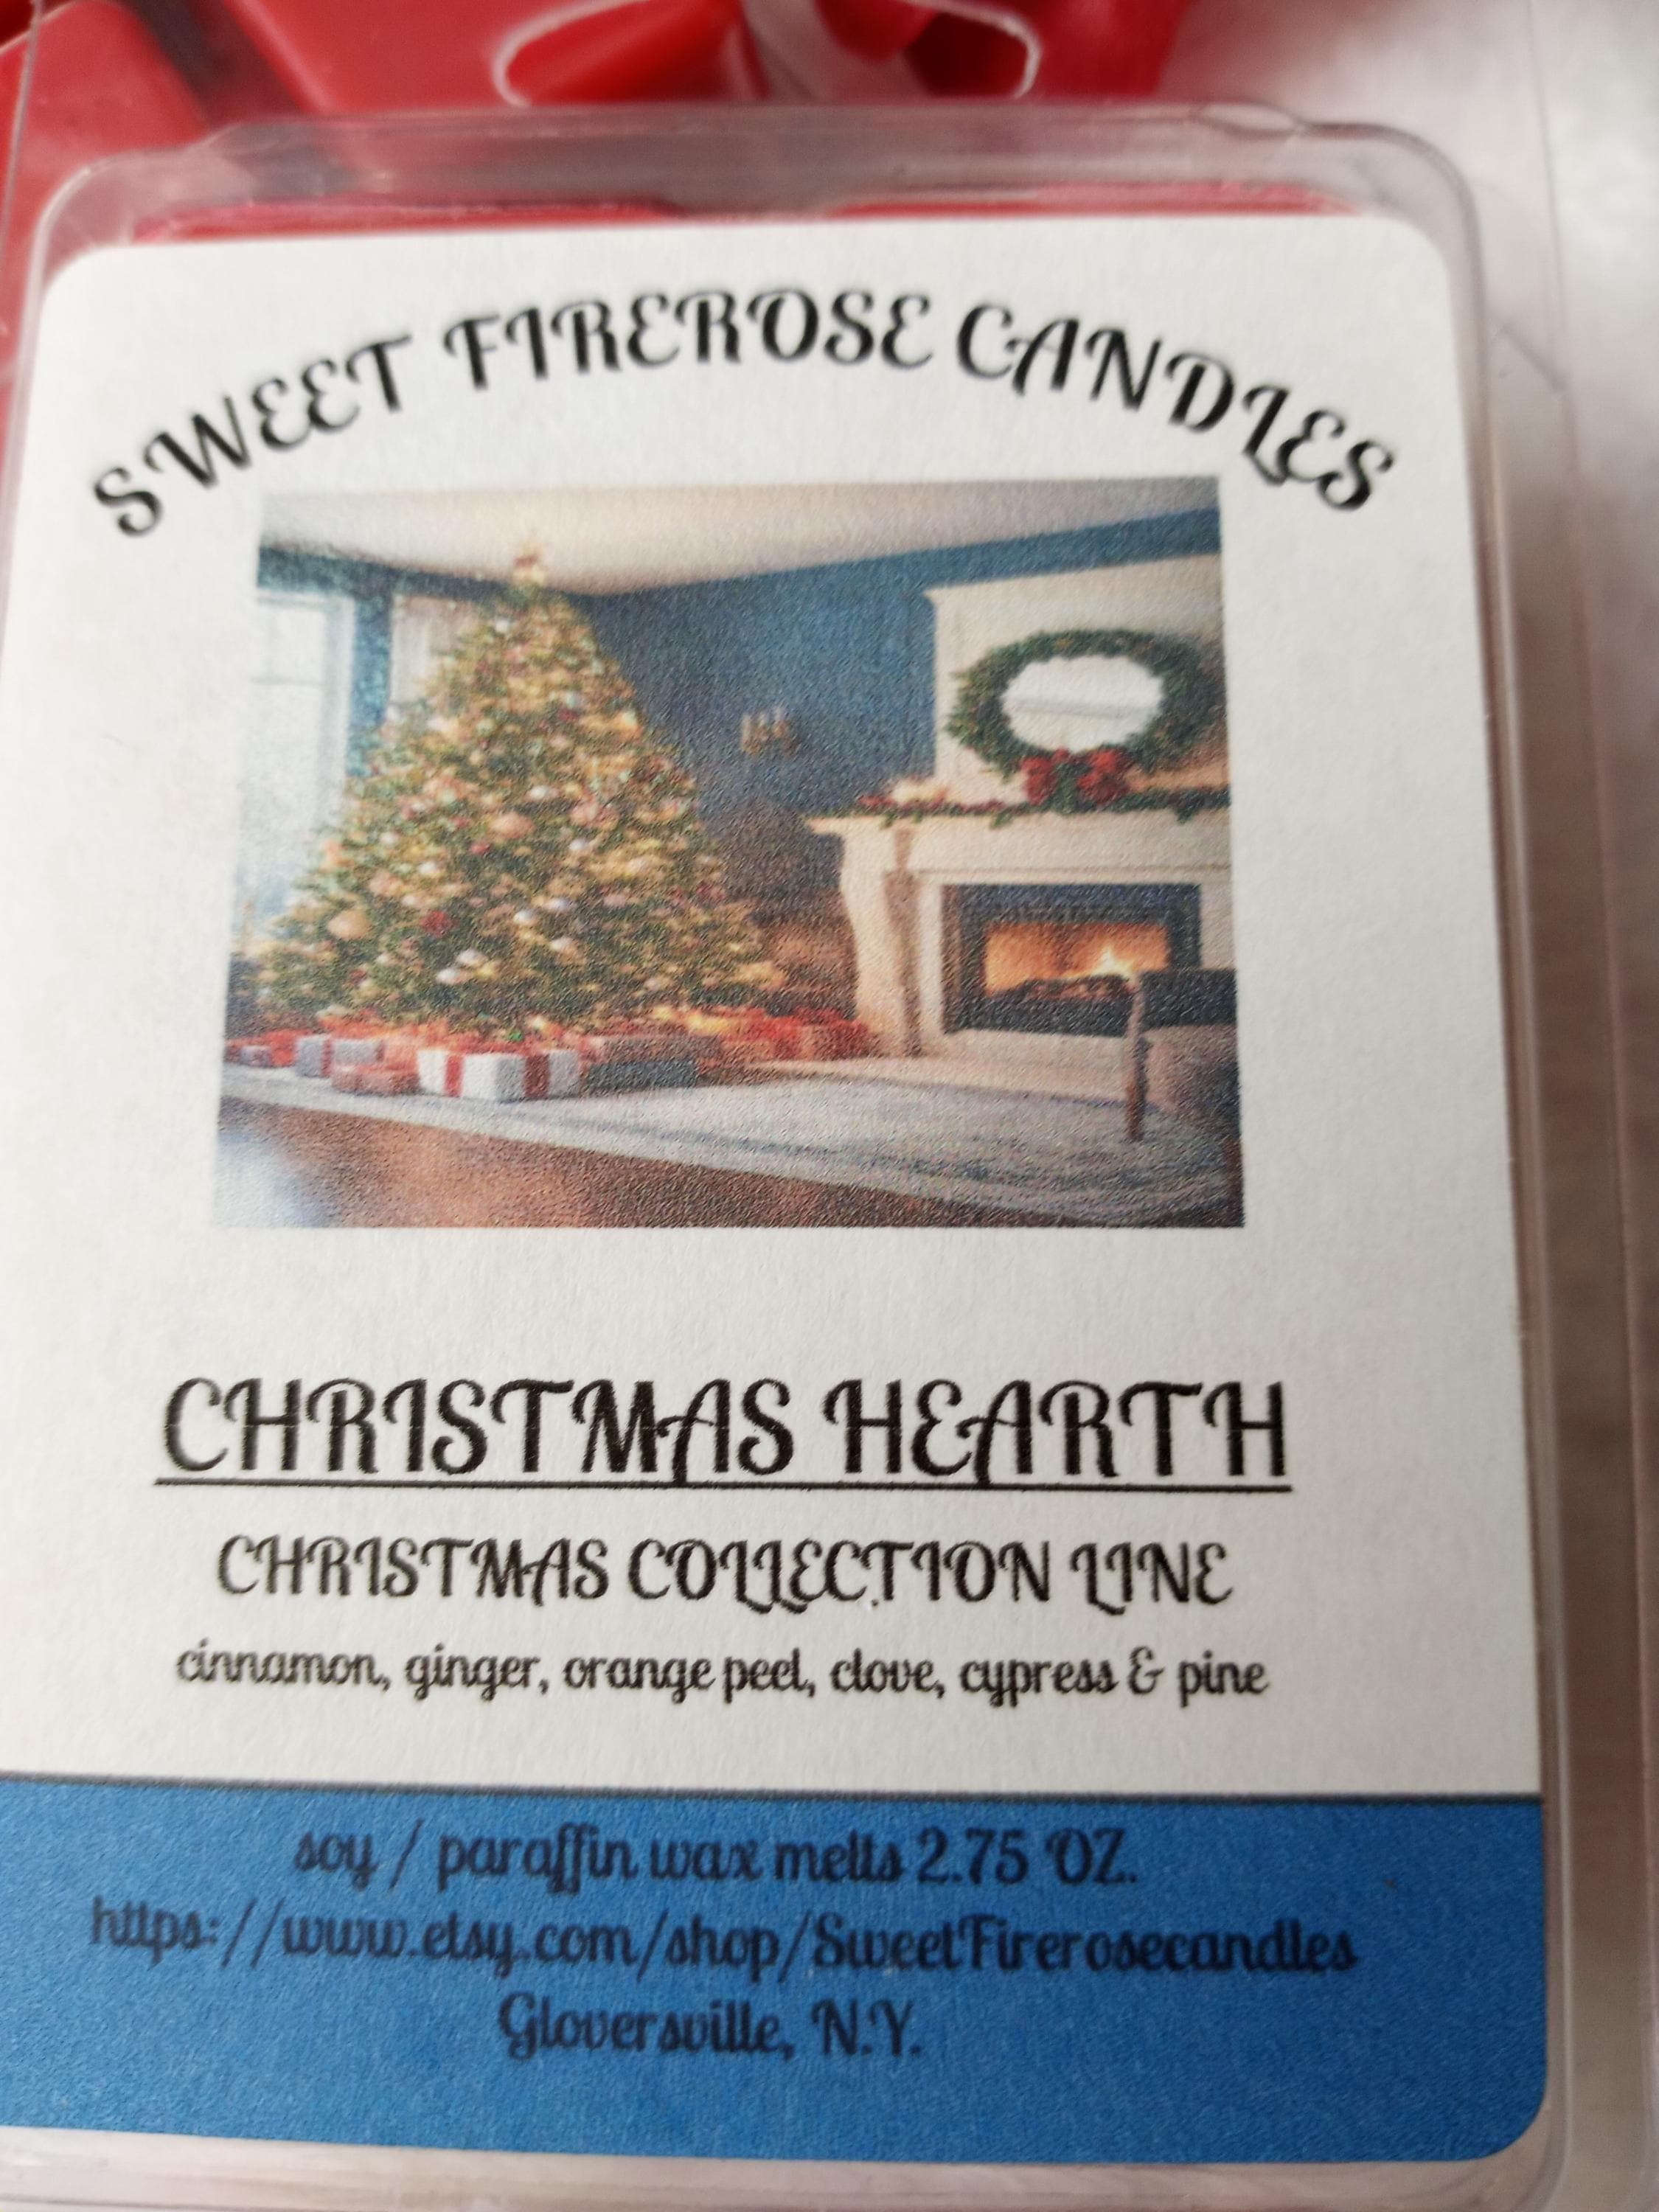 SWEET FIREROSE CANDLES
CHRISTMAS HEARTH
CHRISTMAS COLLECTION LINE
cinnamon, ginger, orange peel, clove, cypress & pine
soy / paraffin wax melts 2.75 OZ.
https://www.etsy.com/shop/SweetFirerosecandles
Gloversville, N.Y.